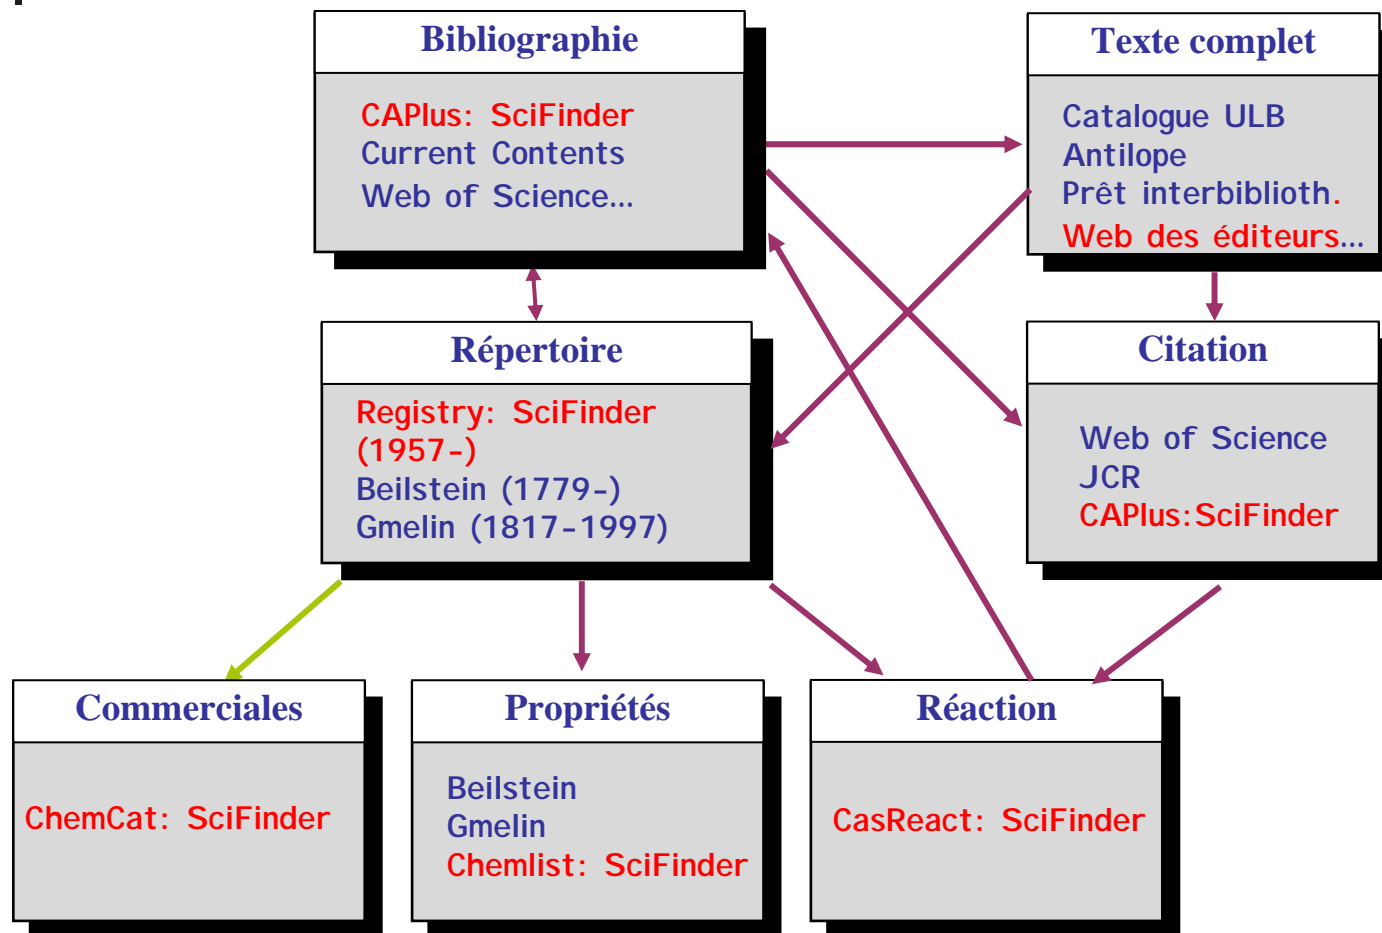 Bibliographie
CAPlus: SciFinder
Current Contents
Web of Science...
Texte complet
Catalogue ULB
Antilope
Prêt interbiblioth.
Web des éditeurs...
Répertoire
Registry: SciFinder
(1957-)
Beilstein (1779-)
Gmelin (1817-1997)
Citation
Web of Science
JCR
CAPlus:SciFinder
Commerciales
ChemCat: SciFinder
Propriétés
Beilstein
Gmelin
Chemlist: SciFinder
Réaction
CasReact: SciFinder